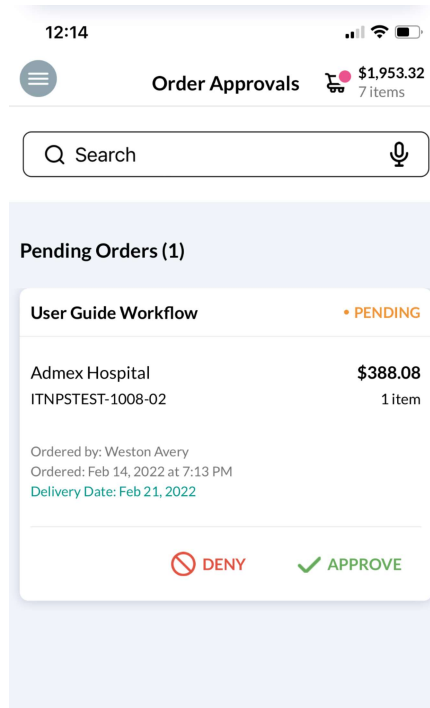 12:14
Order Approvals
$1,953.32
7 items
Search
Pending Orders (1)
User Guide Workflow
• PENDING
Admex Hospital
$388.08
ITNPSTEST-1008-02
1 item
Ordered by: Weston Avery
Ordered: Feb 14, 2022 at 7:13 PM
Delivery Date: Feb 21, 2022
DENY
APPROVE